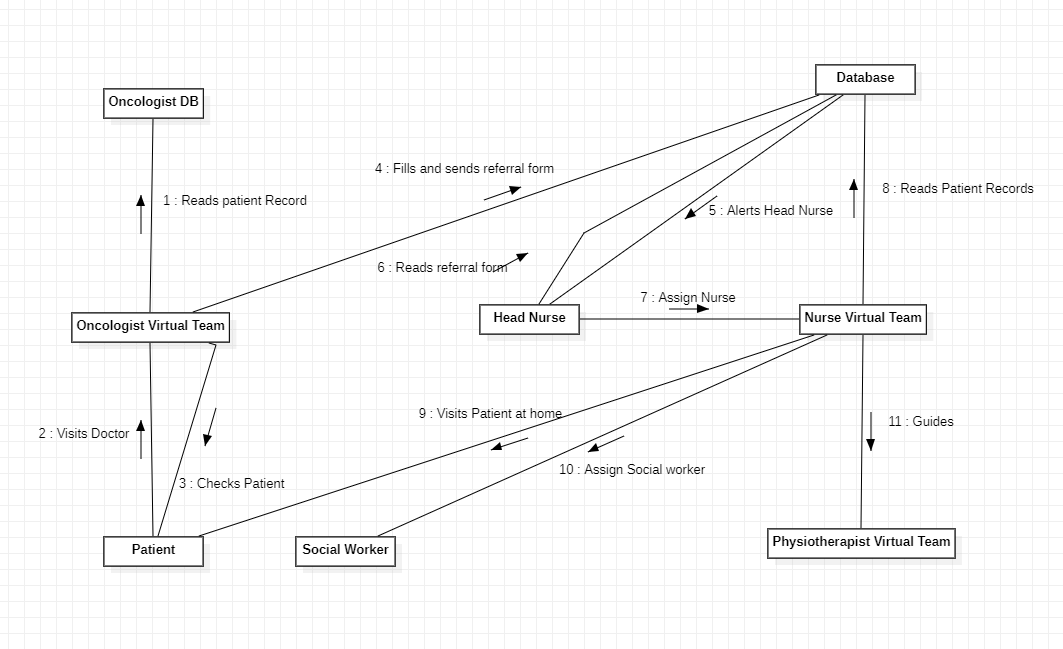 Database
Oncologist DB
4 : Fills and sends referral form
8 : Reads Patient Records
1 : Reads patient Record
5 : Alerts Head Nurse
6 : Reads referral form
7 : Assign Nurse
Oncologist Virtual Team
Head Nurse
Nurse Virtual Team
9 : Visits Patient at home
11 : Guides
2 : Visits Doctor
10 : Assign Social worker
3 : Checks Patient
Patient
Social Worker
Physiotherapist Virtual Team